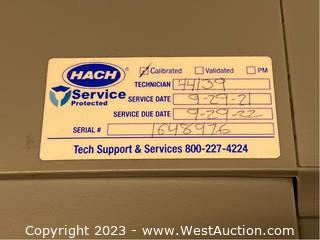 HACH ® ☑ Calibrated ☐ Validated ☐ PM
TECHNICIAN 44139
Service Protected SERVICE DATE 9-29-21
SERVICE DUE DATE 9-29-22
SERIAL # 1648976
Tech Support & Services 800-227-4224
Copyright 2023 - www.WestAuction.com